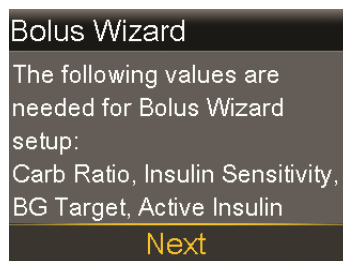 Bolus Wizard
The following values are
needed for Bolus Wizard
setup:
Carb Ratio, Insulin Sensitivity,
BG Target, Active Insulin
Next